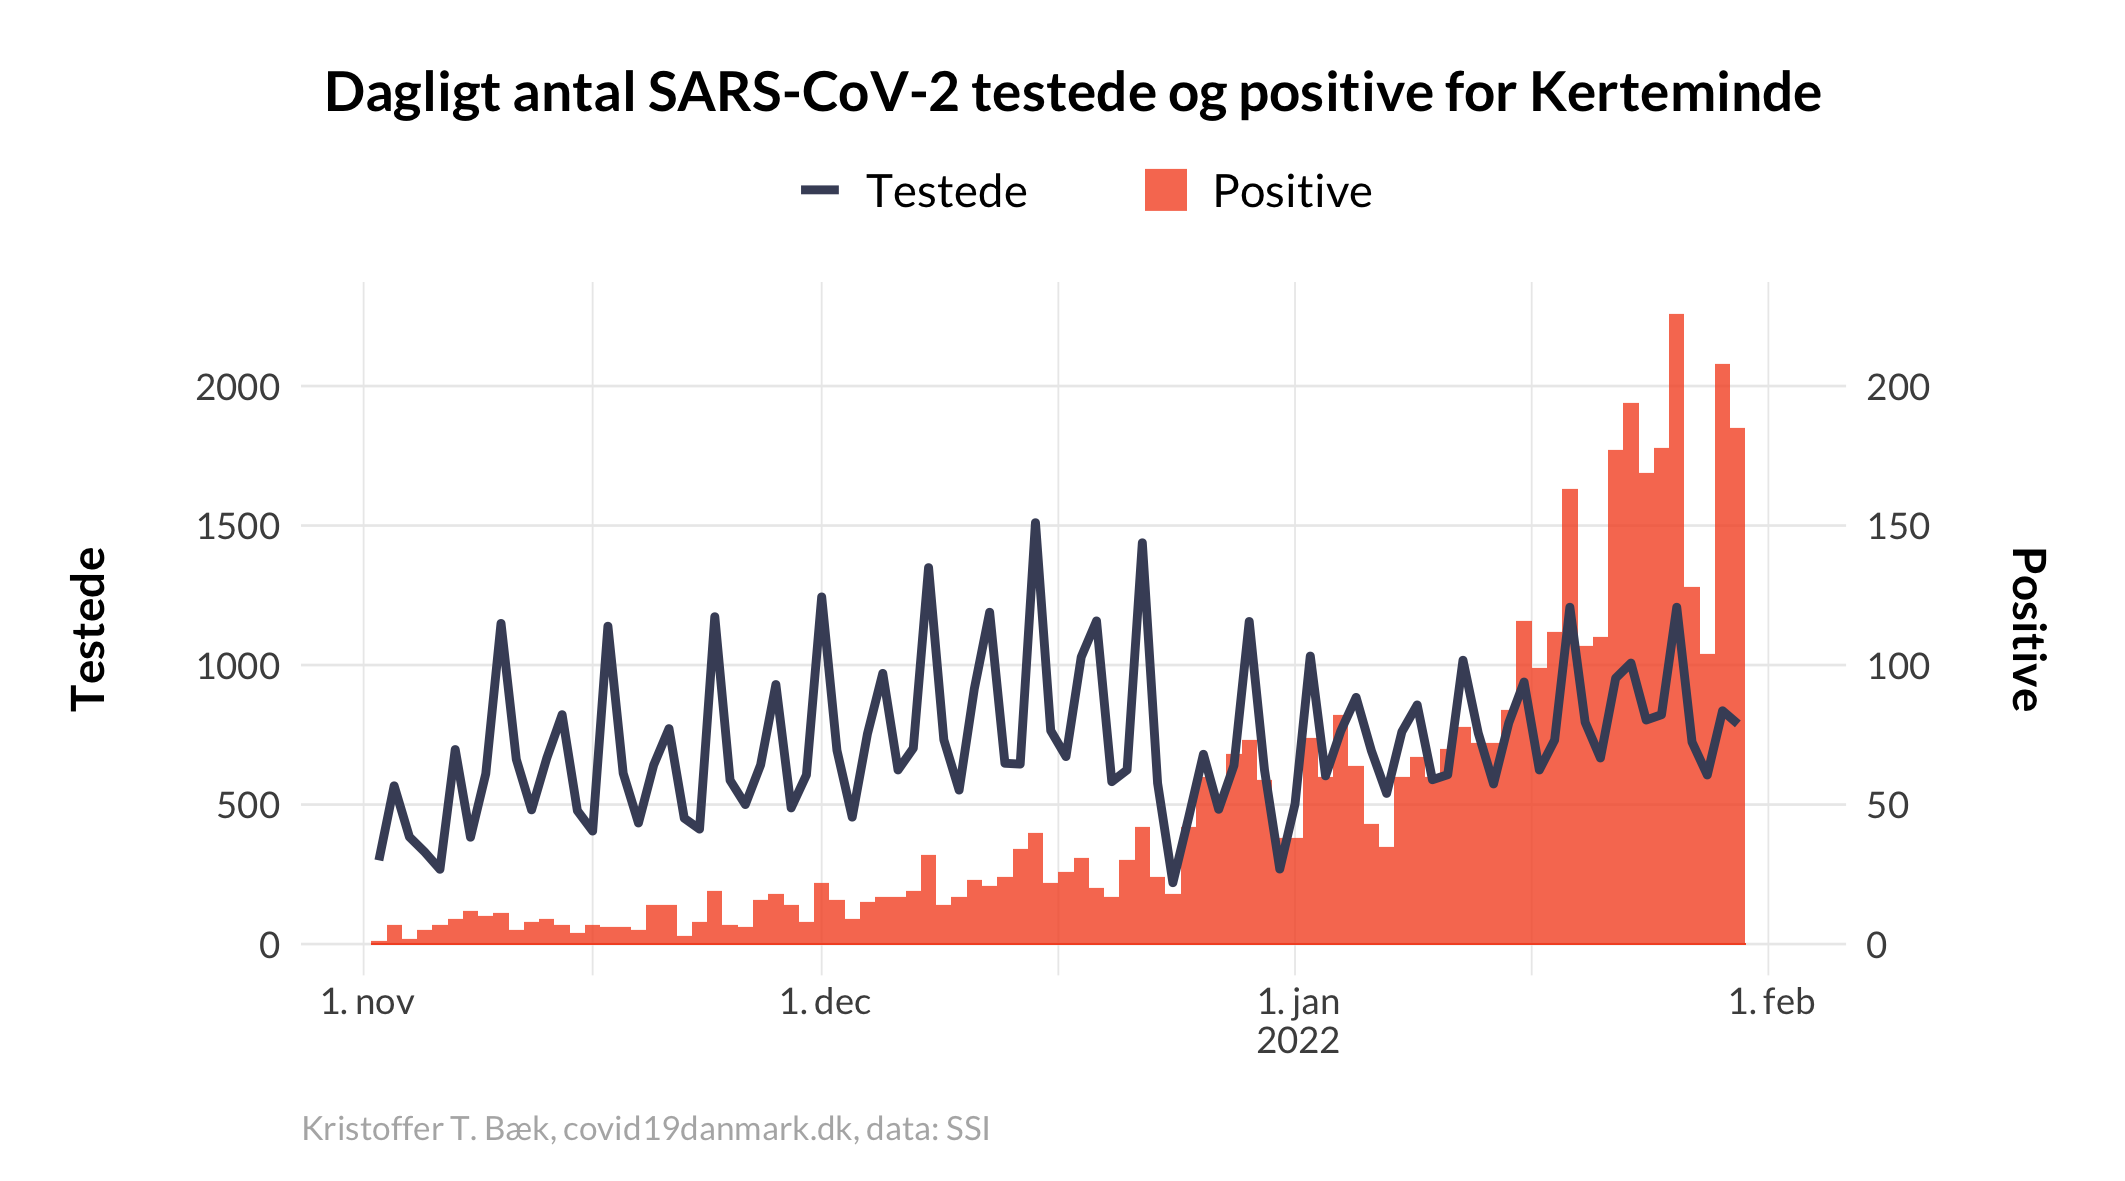 Dagligt antal SARS-CoV-2 testede og positive for Kerteminde
Testede
Positive
Testede
2000
1500
1000
500
0
200
150
100
50
0
Positive
1. nov
1. dec
1. jan
2022
1. feb
Kristoffer T. Bæk, covid19danmark.dk, data: SSI